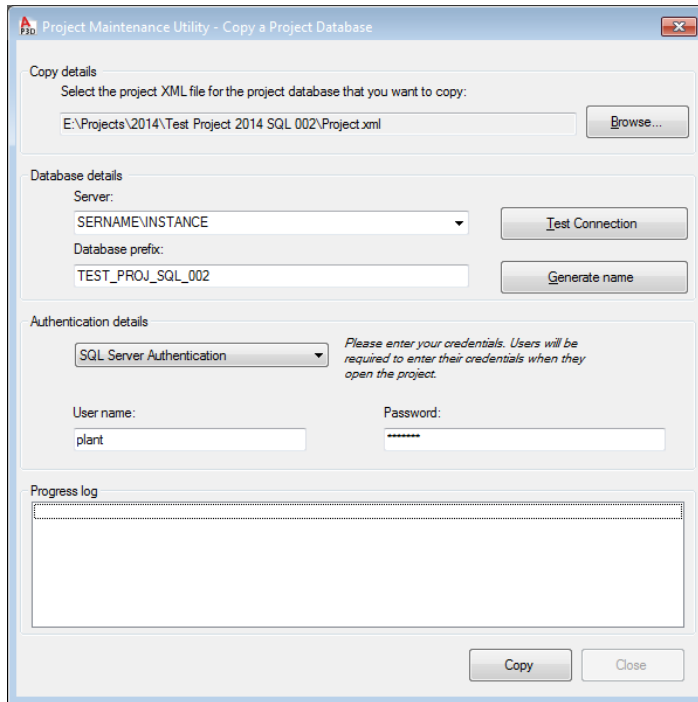 A
P3D
Project Maintenance Utility - Copy a Project Database
Copy details
Select the project XML file for the project database that you want to copy:
E:\Projects\2014\Test Project 2014 SQL 002\Project.xml
Browse...
Database details
Server:
SERNAME\INSTANCE
Test Connection
Database prefix:
TEST_PROJ_SQL_002
Generate name
Authentication details
SQL Server Authentication
Please enter your credentials. Users will be
required to enter their credentials when they
open the project.
User name:
Password:
plant
*******
Progress log
Copy
Close